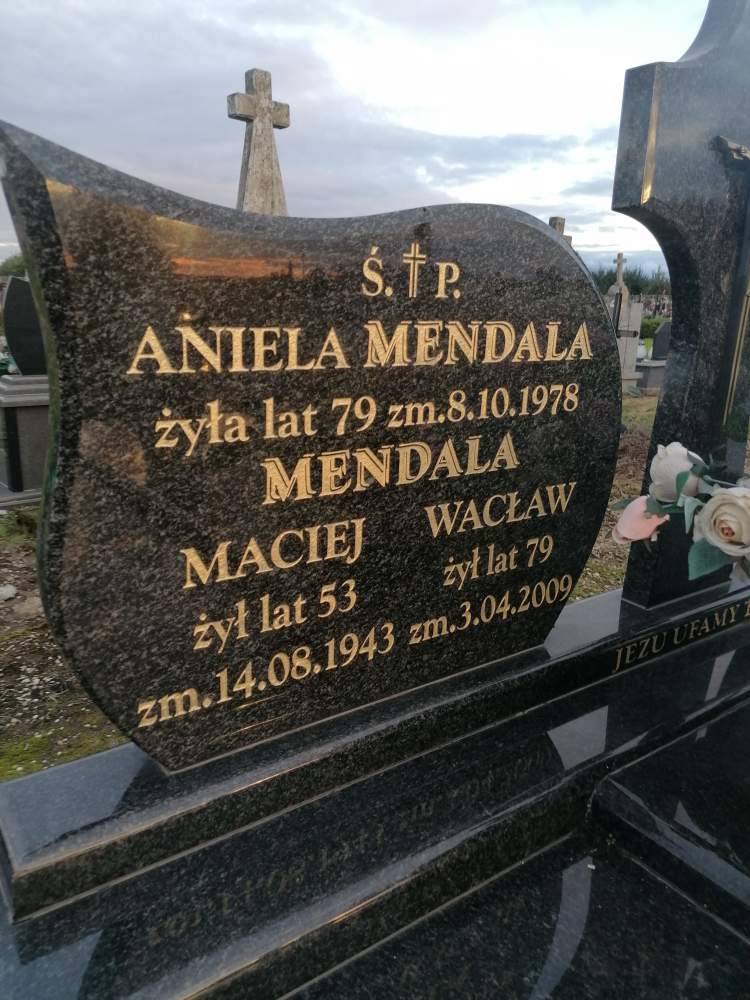 Ś. † P.
ANIELA MENDALA
żyła lat 79 zm.8.10.1978
MENDALA
MACIEJ
żył lat 53
zm.14.08.1943
WACŁAW
żył lat 79
zm.3.04.2009
JEZU UFAMY